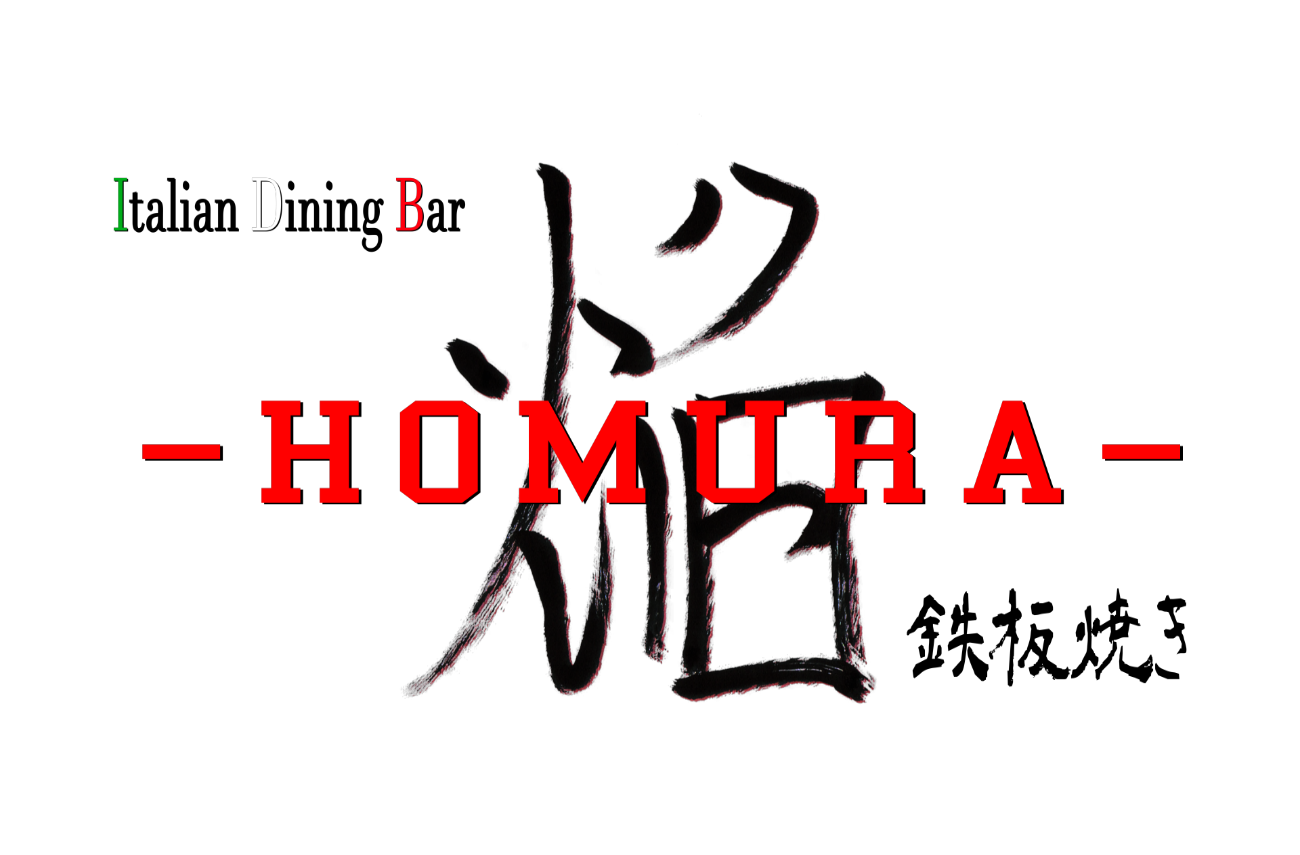 Italian Dining Bar
焔
-HOMURA-
鉄板焼き